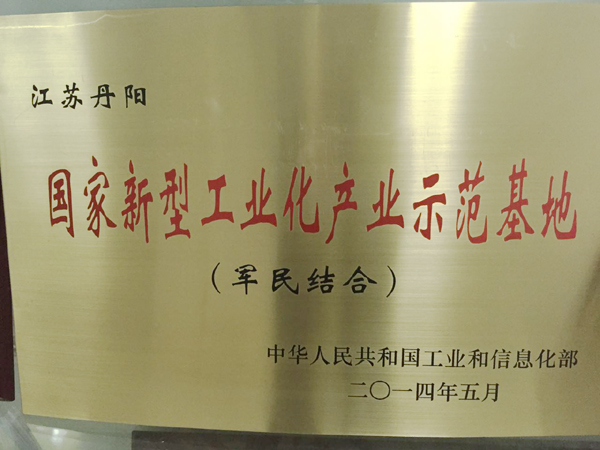 江苏丹阳
国家新型工业化产业示范基地
（军民结合）
中华人民共和国工业和信息化部
二〇一四年五月